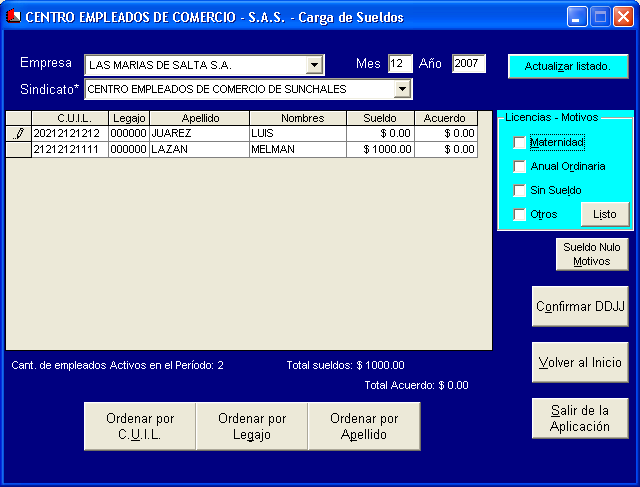 CENTRO EMPLEADOS DE COMERCIO - S.A.S. - Carga de Sueldos
Empresa LAS MARIAS DE SALTA S.A. Mes 12 Año 2007 Actualizar listado.
Sindicato* CENTRO EMPLEADOS DE COMERCIO DE SUNCHALES
C.U.I.L. Legajo Apellido Nombres Sueldo Acuerdo
20212121212 000000 JUAREZ LUIS $ 0.00 $ 0.00
21212121111 000000 LAZAN MELMAN $ 1000.00 $ 0.00
Licencias - Motivos
Maternidad
Anual Ordinaria
Sin Sueldo
Otros Listo
Sueldo Nulo
Motivos
Confirmar DDJJ
Volver al Inicio
Salir de la
Aplicación
Cant. de empleados Activos en el Período: 2 Total sueldos: $ 1000.00
Total Acuerdo: $ 0.00
Ordenar por
C.U.I.L.
Ordenar por
Legajo
Ordenar por
Apellido